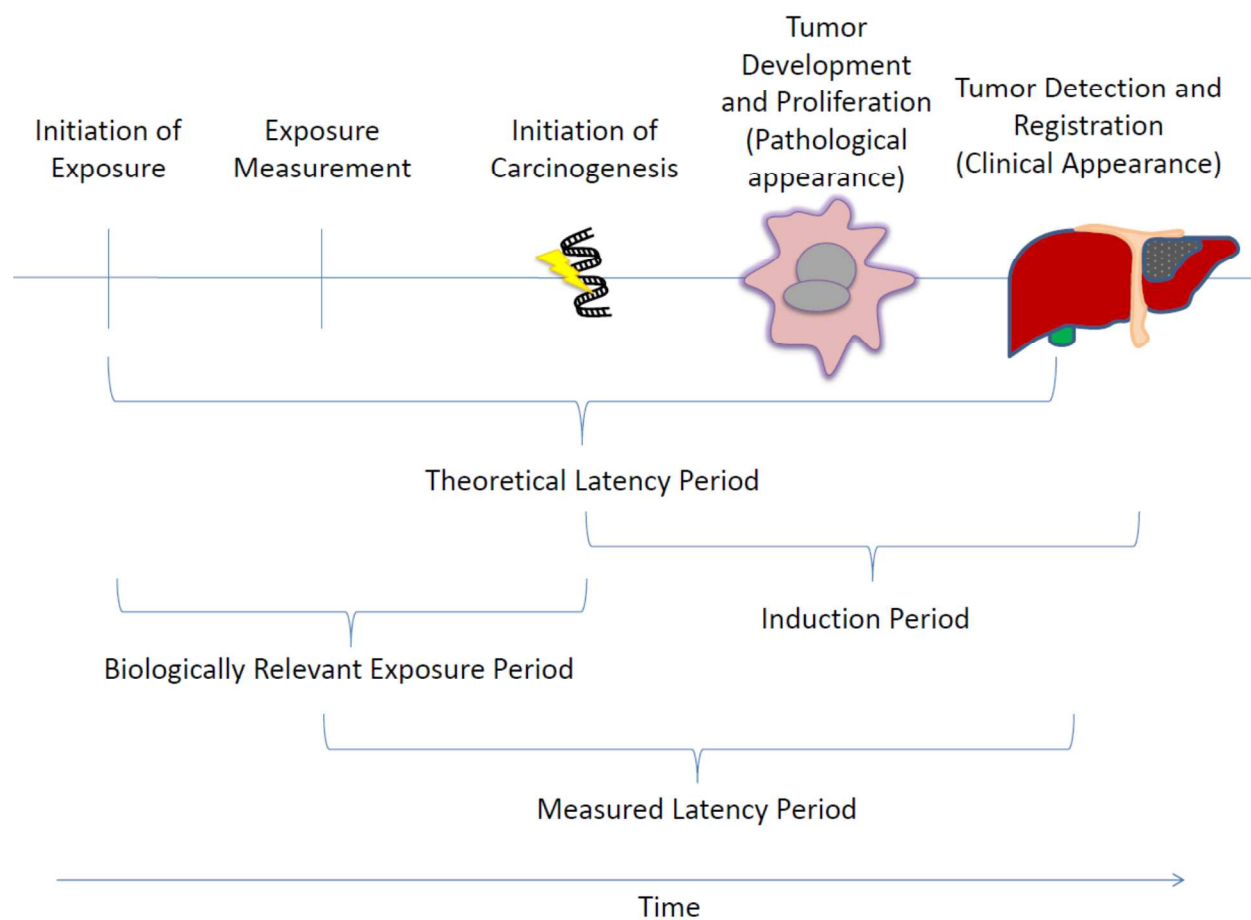 Initiation of
Exposure
Exposure
Measurement
Initiation of
Carcinogenesis
Tumor
Development
and Proliferation
(Pathological
appearance)
Tumor Detection and
Registration
(Clinical Appearance)
Theoretical Latency Period
Induction Period
Biologically Relevant Exposure Period
Measured Latency Period
Time